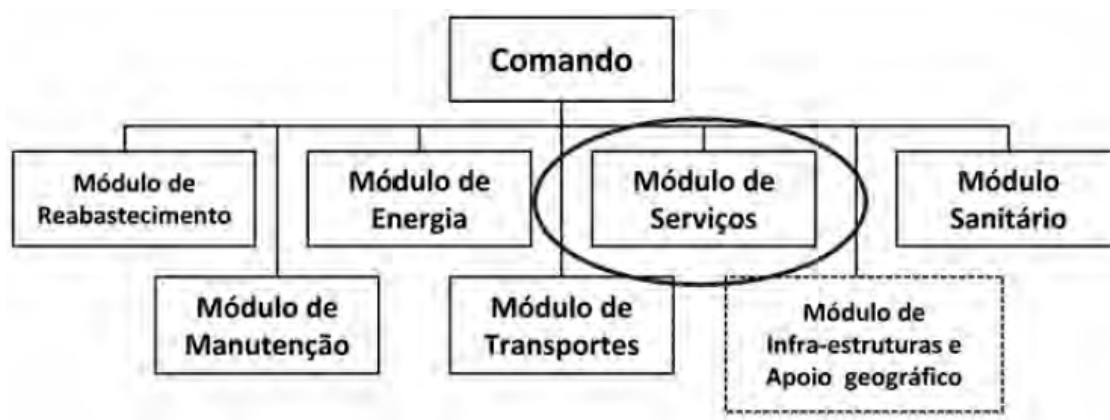 Comando
Módulo de
Reabastecimento
Módulo de
Energia
Módulo de
Serviços
Módulo
Sanitário
Módulo de
Manutenção
Módulo de
Transportes
Módulo de
Infra-estruturas e
Apoio geográfico